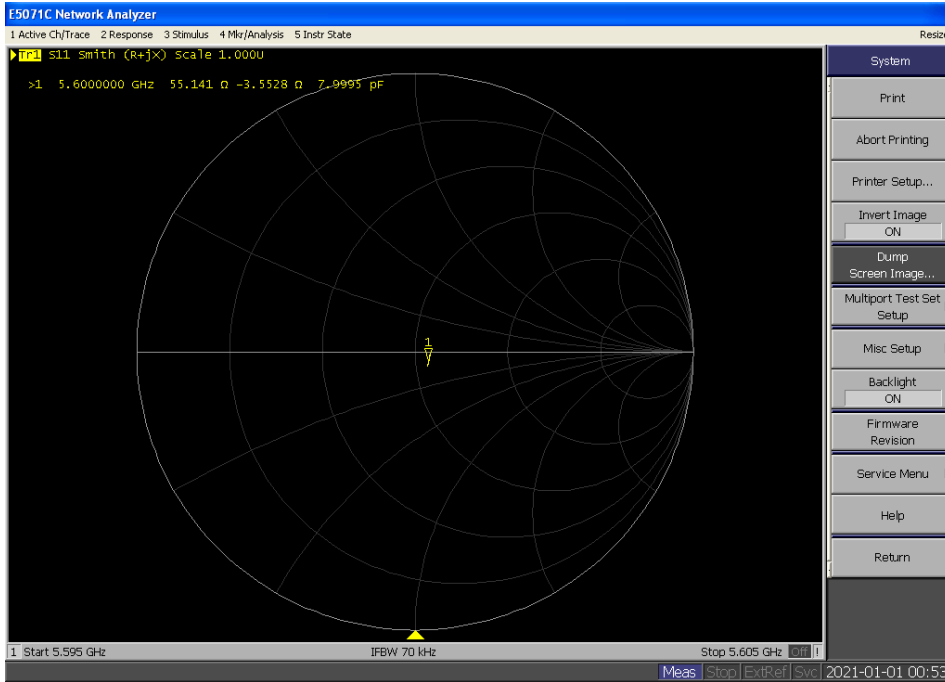 E5071C Network Analyzer
1 Active Ch/Trace 2 Response 3 Stimulus 4 Mkr/Analysis 5 Instr State
Resize
Tr1 S11 Smith (R+jX) Scale 1.000U
>1 5.6000000 GHz 55.141 Ω -3.5528 Ω 7.9995 pF
1
System
Print
Abort Printing
Printer Setup...
Invert Image
ON
Dump
Screen Image...
Multiport Test Set
Setup
Misc Setup
Backlight
ON
Firmware
Revision
Service Menu
Help
Return
1 Start 5.595 GHz
IFBW 70 kHz
Stop 5.605 GHz Off !
Meas Stop ExtRef Svc 2021-01-01 00:53